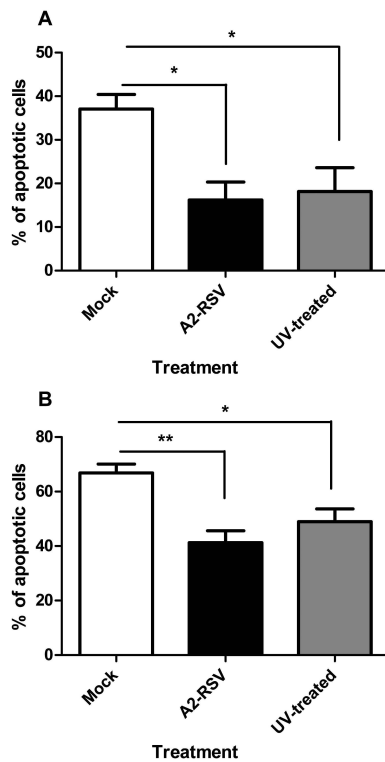 A
*
*
% of apoptotic cells
50
40
30
20
10
0
Mock
A2-RSV
UV-treated
Treatment
B
*
**
% of apoptotic cells
80
60
40
20
0
Mock
A2-RSV
UV-treated
Treatment